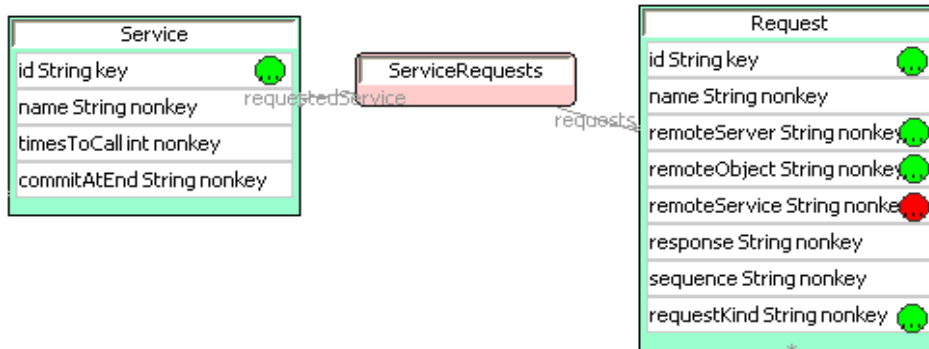 Service
id String key
name String nonkey
timesToCall int nonkey
commitAtEnd String nonkey
requestedService
ServiceRequests
requests
Request
id String key
name String nonkey
remoteServer String nonkey
remoteObject String nonkey
remoteService String nonke
response String nonkey
sequence String nonkey
requestKind String nonkey
*